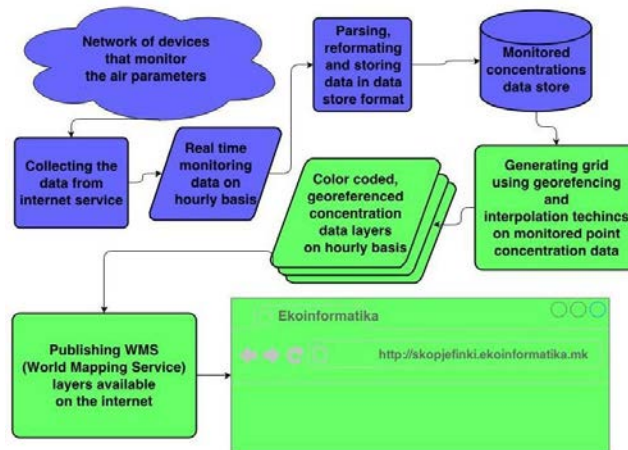 Network of devices
that monitor
the air parameters
Parsing,
reformating
and storing
data in data
store format
Monitored
concentrations
data store
Collecting the
data from
internet service
Real time
monitoring
data on
hourly basis
Color coded,
georeferenced
concentration
data layers
on hourly basis
Generating grid
using georefencing
and
interpolation techincs
on monitored point
concentration data
Publishing WMS
(World Mapping Service)
layers available
on the internet
Ekoinformatika
http://skopjefinki.ekoinformatika.mk